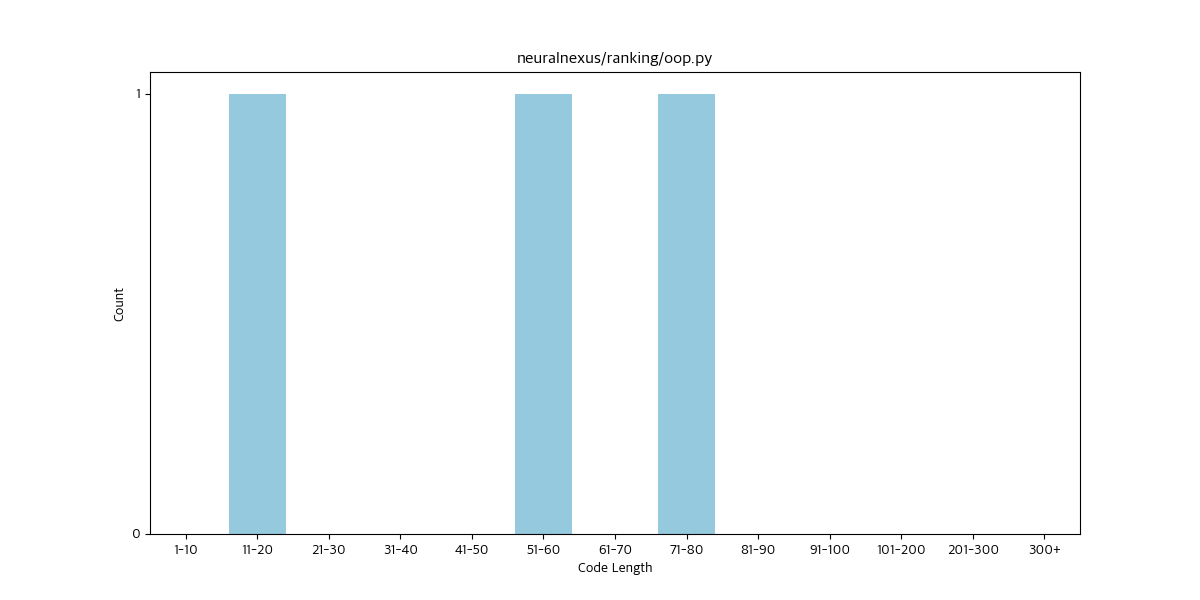 neuralnexus/ranking/oop.py
1
Count
0
1-10 11-20 21-30 31-40 41-50 51-60 61-70 71-80 81-90 91-100 101-200 201-300 300+
Code Length